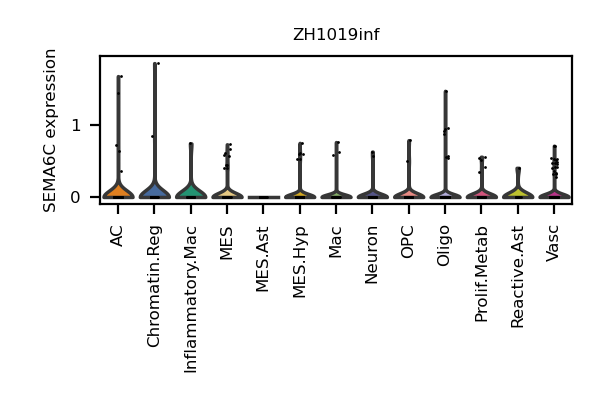 ZH1019inf
SEMA6C expression
1
0
AC
Chromatin.Reg
Inflammatory.Mac
MES
MES.Ast
MES.Hyp
Mac
Neuron
OPC
Oligo
Prolif.Metab
Reactive.Ast
Vasc